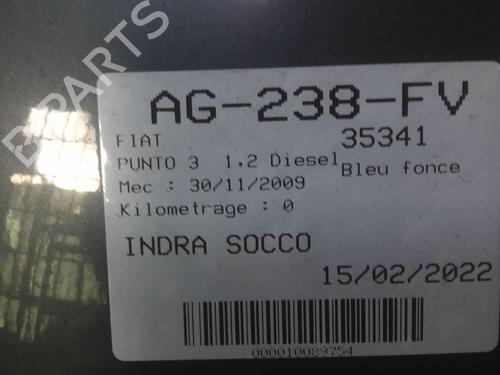 B-PARTS
AG-238-FV
FIAT 35341
PUNTO 3 1,2 Diesel Bleu fonce
Mec : 30/11/2009
Kilometrage : 0
INDRA SOCCO
15/02/2022
000010089754